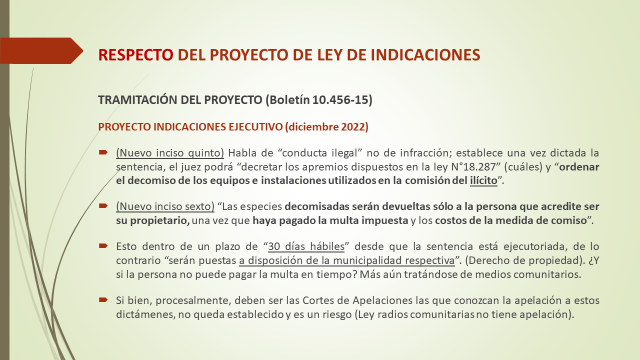 RESPECTO DEL PROYECTO DE LEY DE INDICACIONES
TRAMITACIÓN DEL PROYECTO (Boletín 10.456-15)
PROYECTO INDICACIONES EJECUTIVO (diciembre 2022)
(Nuevo inciso quinto) Habla de “conducta ilegal” no de infracción; establece una vez dictada la
sentencia, el juez podrá “decretar los apremios dispuestos en la ley N°18.287” (cuáles) y “ordenar
el decomiso de los equipos e instalaciones utilizados en la comisión del ilícito”.
(Nuevo inciso sexto) “Las especies decomisadas serán devueltas sólo a la persona que acredite ser
su propietario, una vez que haya pagado la multa impuesta y los costos de la medida de comiso”.
Esto dentro de un plazo de “30 días hábiles” desde que la sentencia está ejecutoriada, de lo
contrario “serán puestas a disposición de la municipalidad respectiva”. (Derecho de propiedad). ¿Y
si la persona no puede pagar la multa en tiempo? Más aún tratándose de medios comunitarios.
Si bien, procesalmente, deben ser las Cortes de Apelaciones las que conozcan la apelación a estos
dictámenes, no queda establecido y es un riesgo (Ley radios comunitarias no tiene apelación).